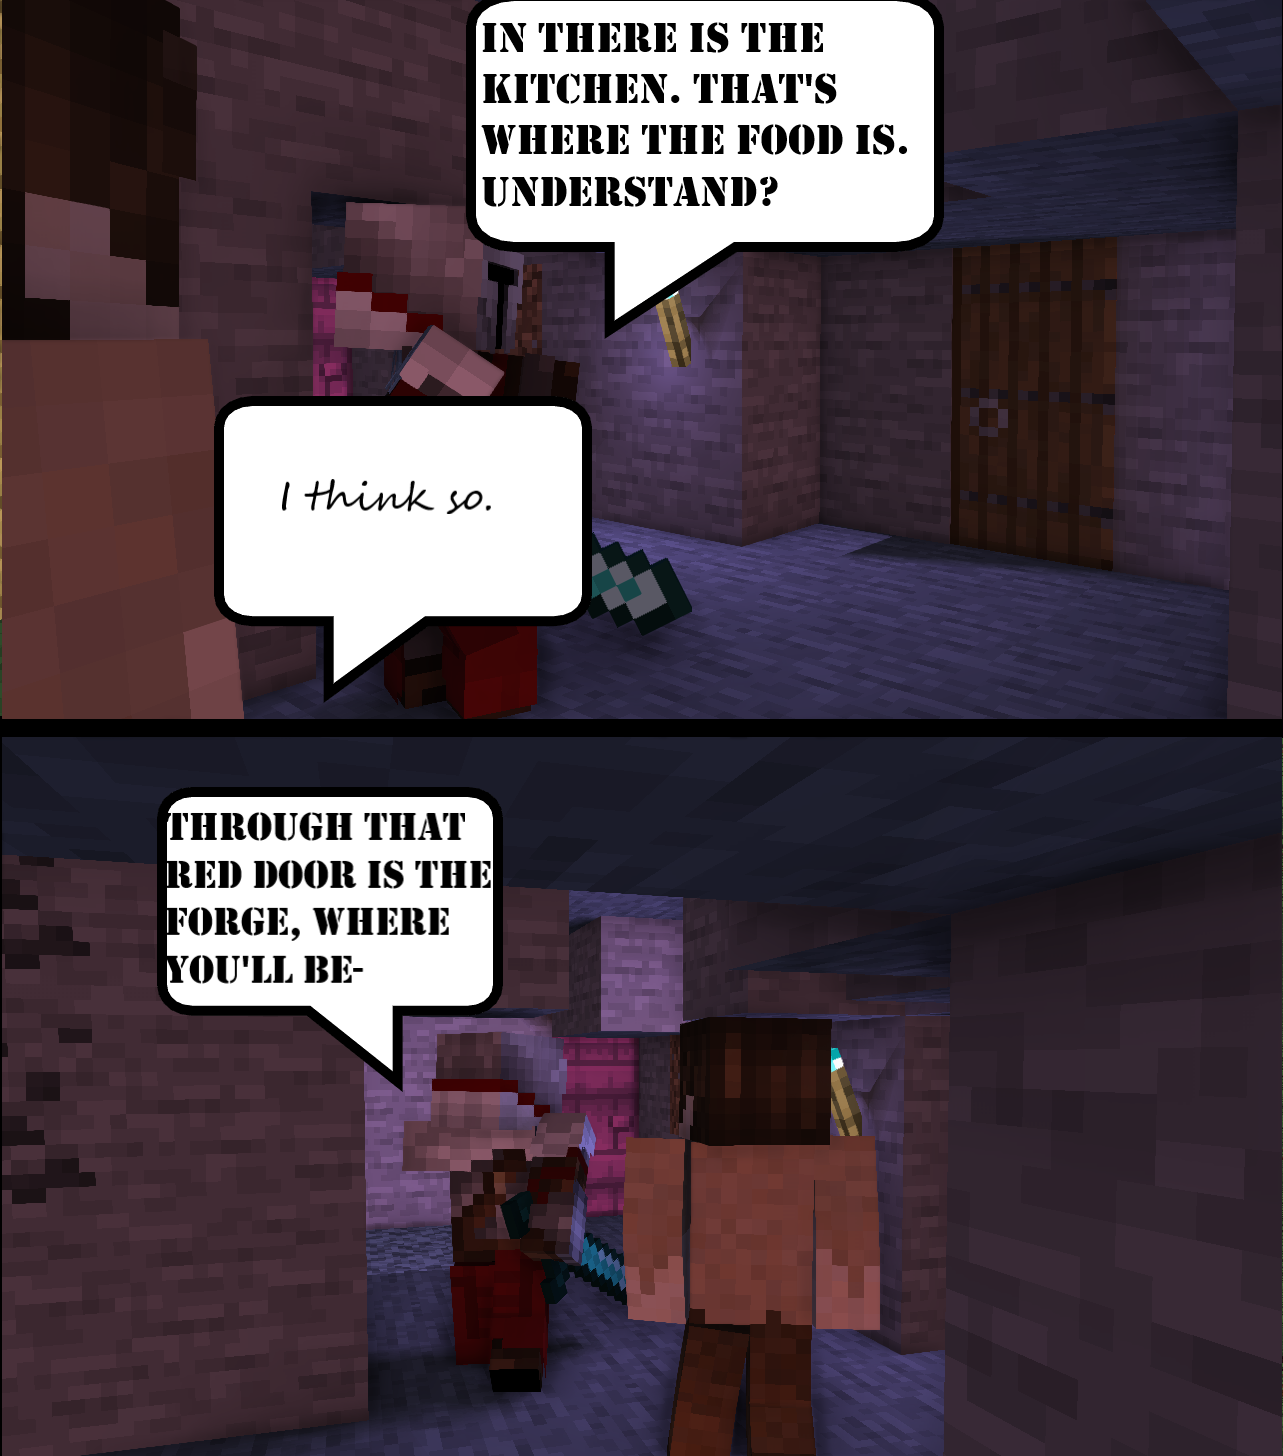 IN THERE IS THE
KITCHEN. THAT'S
WHERE THE FOOD IS.
UNDERSTAND?
I think so.
THROUGH THAT
RED DOOR IS THE
FORGE, WHERE
YOU'LL BE-